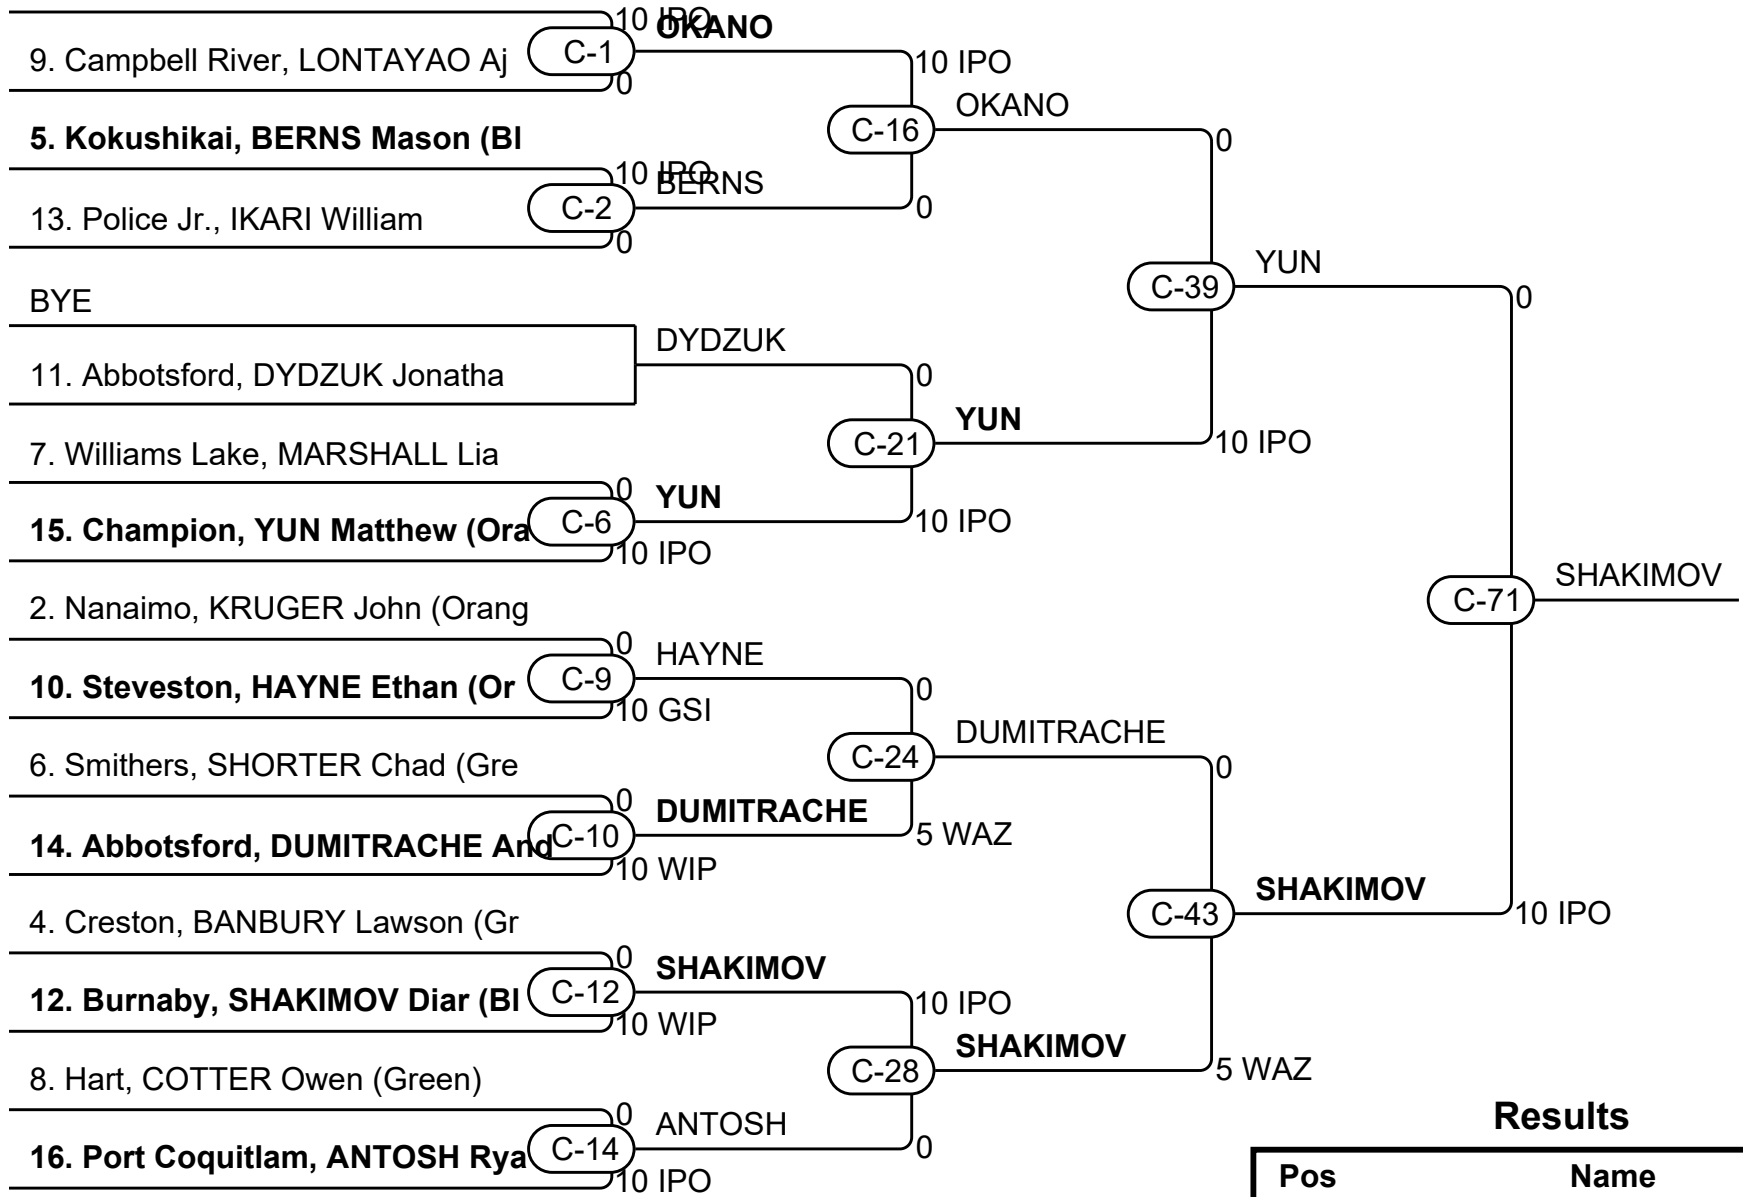 10 IPO
OKANO
9. Campbell River, LONTAYAO Aj
C-1
0
10 IPO
OKANO
5. Kokushikai, BERNS Mason (Bl
C-16
0
10 IPO
BERNS
13. Police Jr., IKARI William
C-2
0
0
YUN
BYE
C-39
0
DYDZUK
11. Abbotsford, DYDZUK Jonatha
0
YUN
7. Williams Lake, MARSHALL Lia
C-21
10 IPO
0
YUN
15. Champion, YUN Matthew (Ora
C-6
10 IPO
10 IPO
SHAKIMOV
C-71
2. Nanaimo, KRUGER John (Orang
0
HAYNE
10. Steveston, HAYNE Ethan (Or
C-9
0
10 GSI
DUMITRACHE
6. Smithers, SHORTER Chad (Gre
C-24
0
0
DUMITRACHE
14. Abbotsford, DUMITRACHE And
C-10
5 WAZ
10 WIP
SHAKIMOV
C-43
10 IPO
4. Creston, BANBURY Lawson (Gr
0
SHAKIMOV
12. Burnaby, SHAKIMOV Diar (Bl
C-12
10 IPO
10 WIP
SHAKIMOV
8. Hart, COTTER Owen (Green)
C-28
5 WAZ
0
ANTOSH
16. Port Coquitlam, ANTOSH Rya
C-14
0
10 IPO
Results
Pos Name